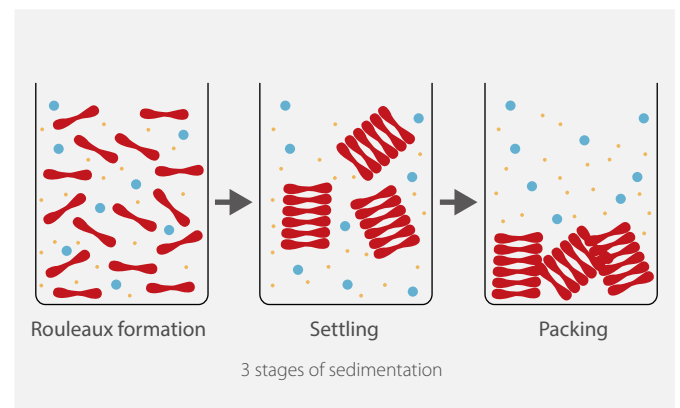 Rouleaux formation
Settling
Packing
3 stages of sedimentation